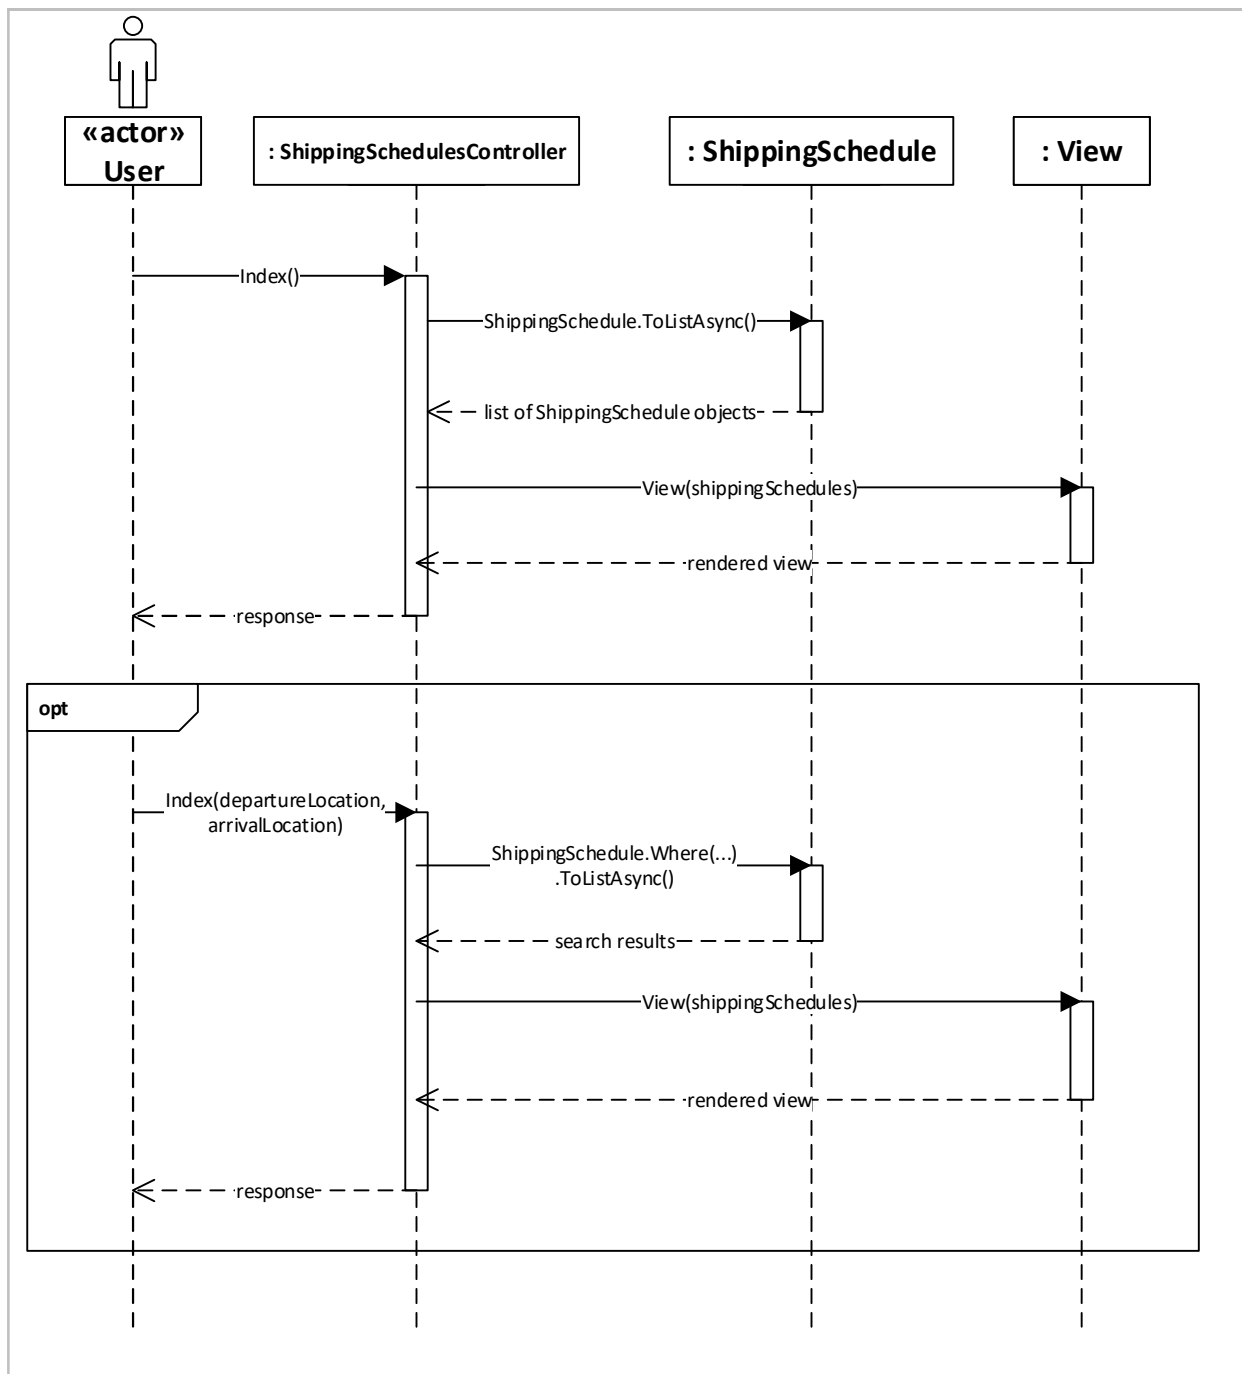 «actor»
User
: ShippingSchedulesController
: ShippingSchedule
: View
Index()
ShippingSchedule.ToListAsync()
list of ShippingSchedule objects
View(shippingSchedules)
rendered view
response
opt
Index(departureLocation,
arrivalLocation)
ShippingSchedule.Where(...)
.ToListAsync()
search results
View(shippingSchedules)
rendered view
response